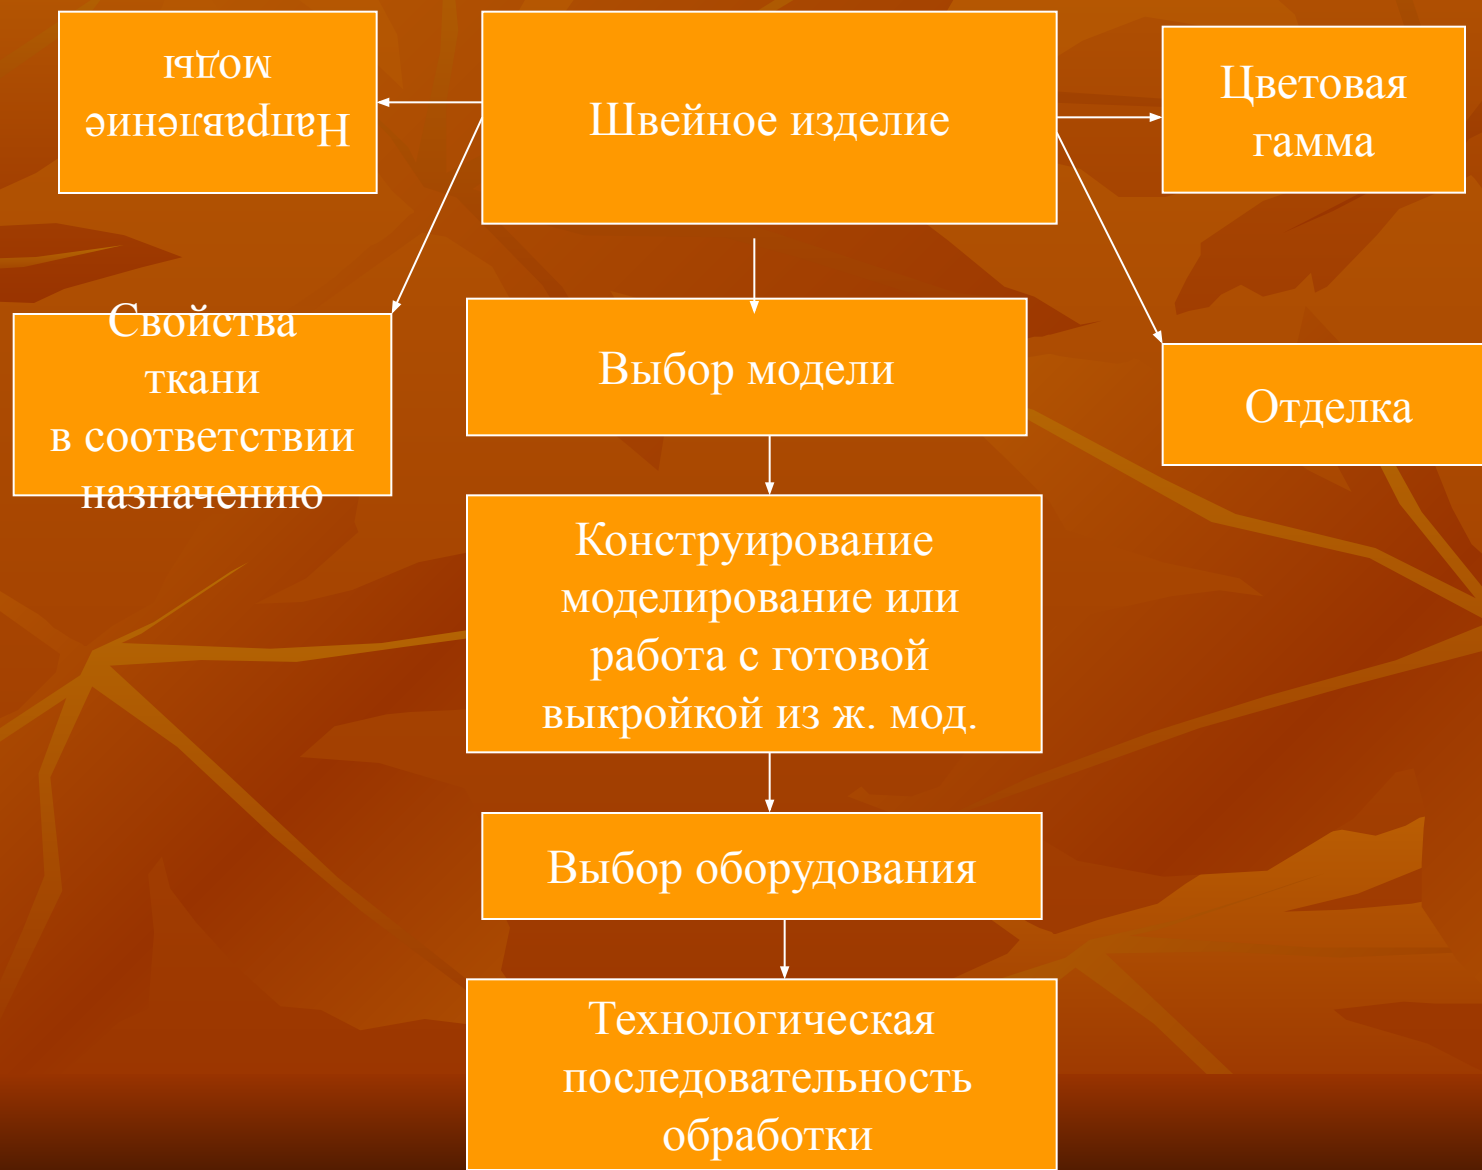 Направление
моды
Швейное изделие
Цветовая
гамма
Свойства
ткани
в соответствии
назначению
Выбор модели
Отделка
Конструирование
моделирование или
работа с готовой
выкройкой из ж. мод.
Выбор оборудования
Технологическая
последовательность
обработки